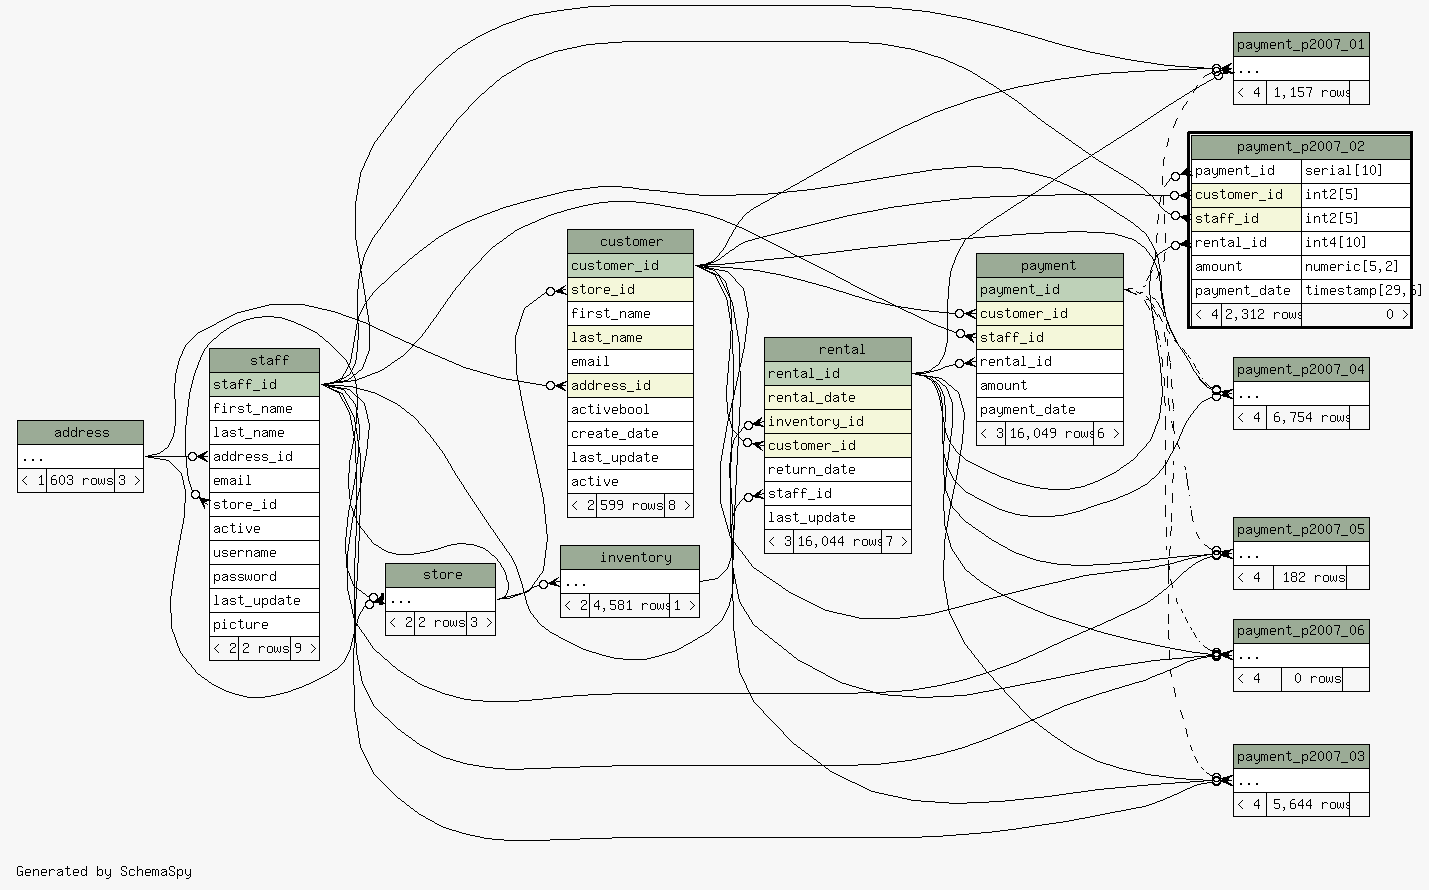 payment_p2007_01
...
< 4 1,157 rows
payment_p2007_02
payment_id serial[10]
customer_id int2[5]
staff_id int2[5]
rental_id int4[10]
amount numeric[5,2]
payment_date timestamp[29,6]
< 4 2,312 rows 0 >
customer
customer_id
store_id
first_name
last_name
email
address_id
activebool
create_date
last_update
active
< 2 599 rows 8 >
payment
payment_id
customer_id
staff_id
rental_id
amount
payment_date
< 3 16,049 rows 6 >
rental
rental_id
rental_date
inventory_id
customer_id
return_date
staff_id
last_update
< 3 16,044 rows 7 >
staff
staff_id
first_name
last_name
address_id
email
store_id
active
username
password
last_update
picture
< 2 2 rows 9 >
address
...
< 1 603 rows 3 >
payment_p2007_04
...
< 4 6,754 rows
payment_p2007_05
...
< 4 182 rows
inventory
...
< 2 4,581 rows 1 >
store
...
< 2 2 rows 3 >
payment_p2007_06
...
< 4 0 rows
payment_p2007_03
...
< 4 5,644 rows
Generated by SchemaSpy